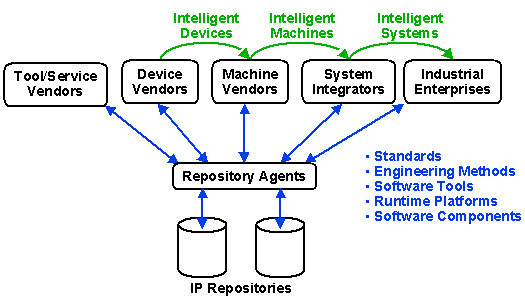 Intelligent Devices
Intelligent Machines
Intelligent Systems
Tool/Service Vendors
Device Vendors
Machine Vendors
System Integrators
Industrial Enterprises
Repository Agents
• Standards
• Engineering Methods
• Software Tools
• Runtime Platforms
• Software Components
IP Repositories